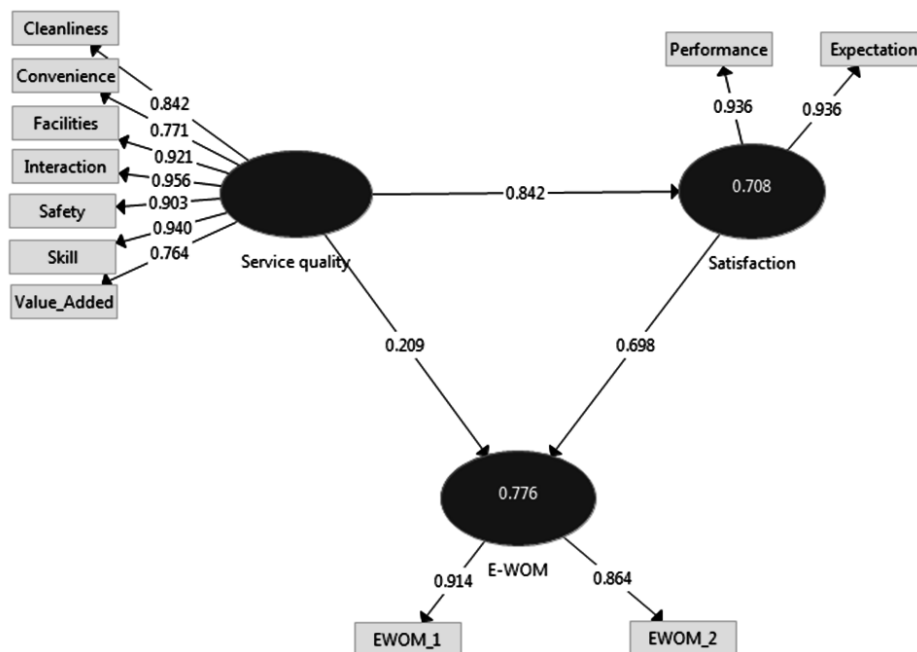 Cleanliness
Convenience
Facilities
Interaction
Safety
Skill
Value_Added
0.842
0.771
0.921
0.956
0.903
0.940
0.764
Service quality
0.842
Performance
Expectation
0.936
0.936
0.708
Satisfaction
0.209
0.698
0.776
E-WOM
0.914
0.864
EWOM_1
EWOM_2